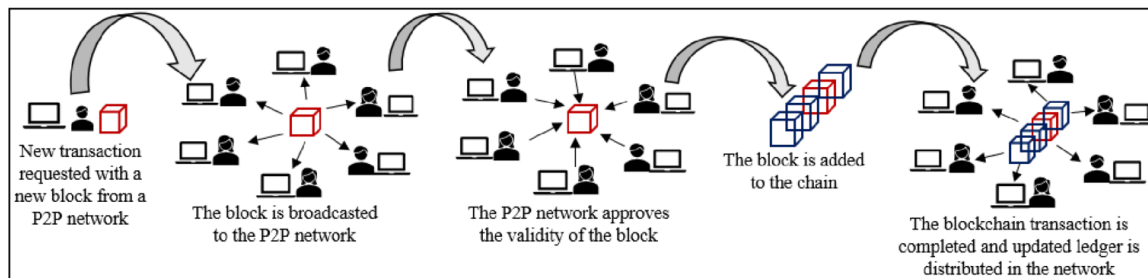 New transaction
requested with a
new block from a
P2P network
The block is broadcasted
to the P2P network
The P2P network approves
the validity of the block
The block is added
to the chain
The blockchain transaction is
completed and updated ledger is
distributed in the network